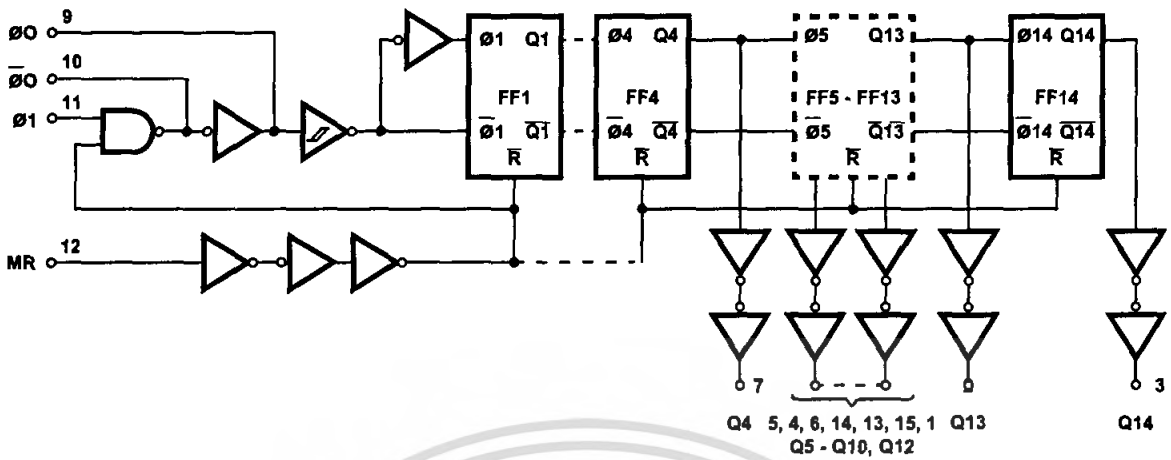 9
ØO
10
ØO
11
Ø1
Ø1 Q1
FF1
Ø1 Q1
R
Ø4 Q4
FF4
Ø4 Q4
R
Ø5 Q13
FF5 - FF13
Ø5 Q13
R
Ø14 Q14
FF14
Ø14 Q14
R
12
MR
7
3
Q4
5, 4, 6, 14, 13, 15, 1
Q13
Q14
Q5 - Q10, Q12